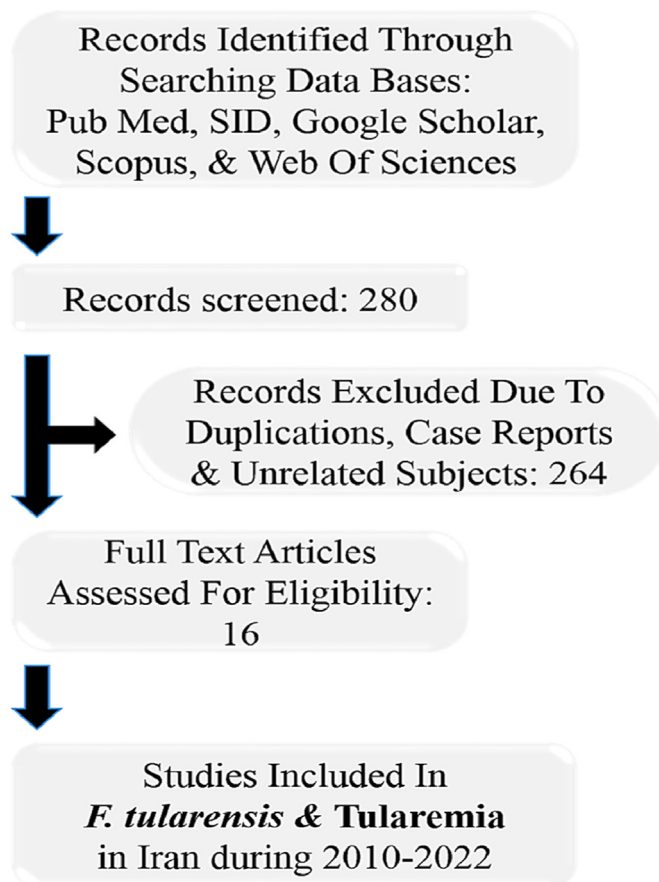 Records Identified Through
Searching Data Bases:
Pub Med, SID, Google Scholar,
Scopus, & Web Of Sciences
Records screened: 280
Records Excluded Due To
Duplications, Case Reports
& Unrelated Subjects: 264
Full Text Articles
Assessed For Eligibility:
16
Studies Included In
F. tularensis & Tularemia
in Iran during 2010-2022